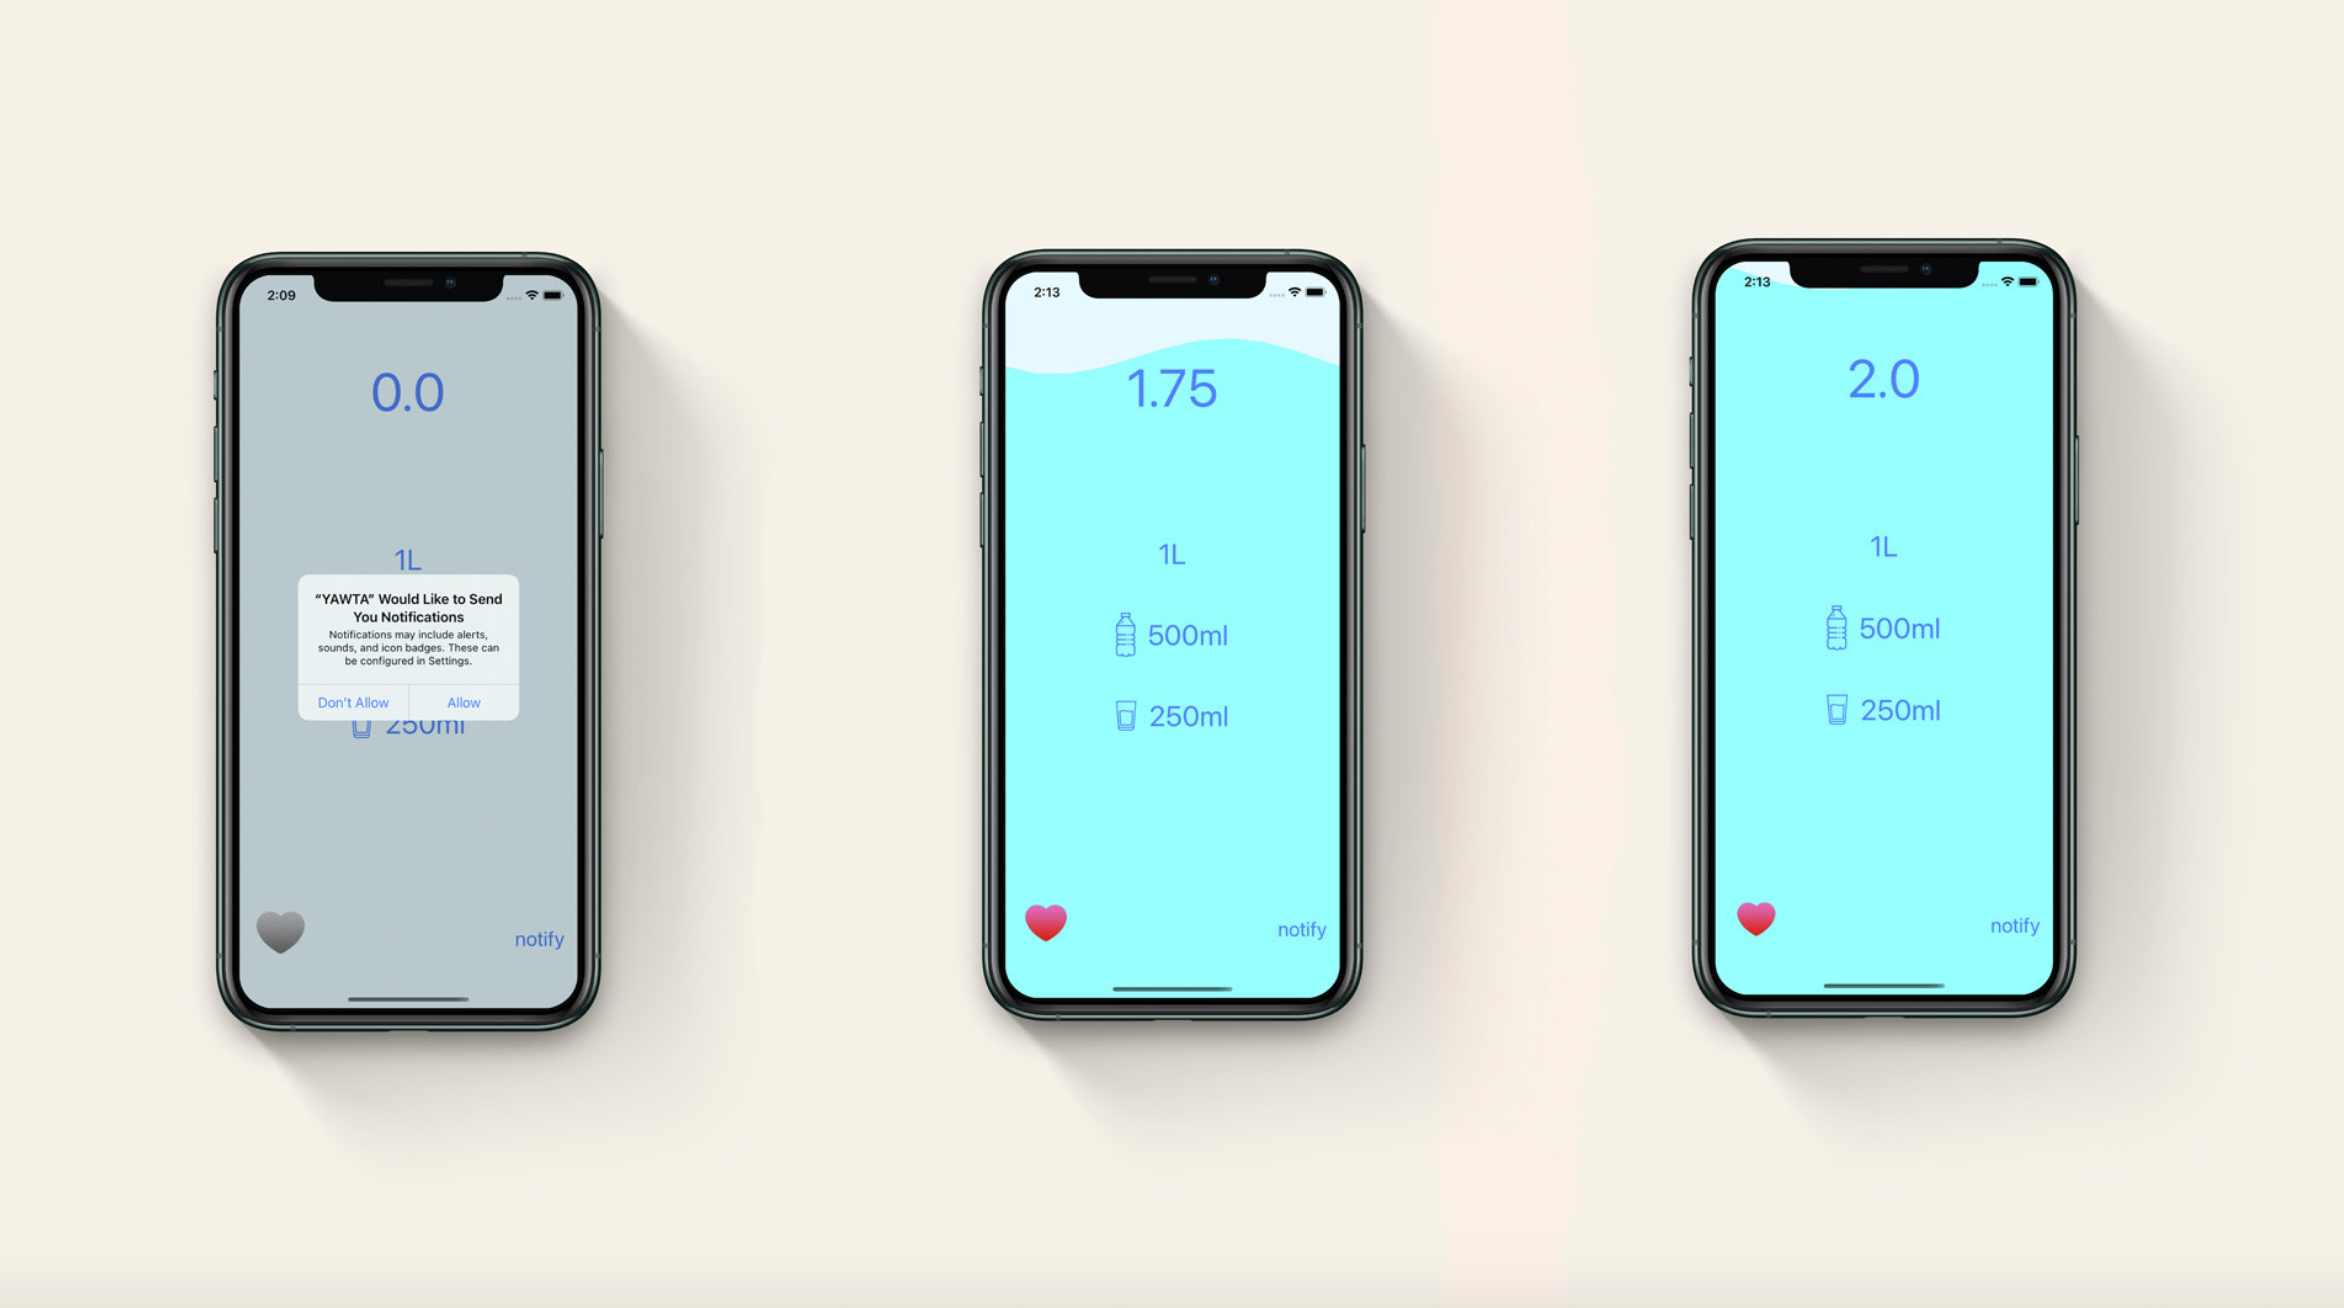 2:09
0.0
1L
“YAWTA” Would Like to Send
You Notifications
Notifications may include alerts,
sounds, and icon badges. These can
be configured in Settings.
Don’t Allow
Allow
250ml
notify
2:13
1.75
1L
500ml
250ml
notify
2:13
2.0
1L
500ml
250ml
notify